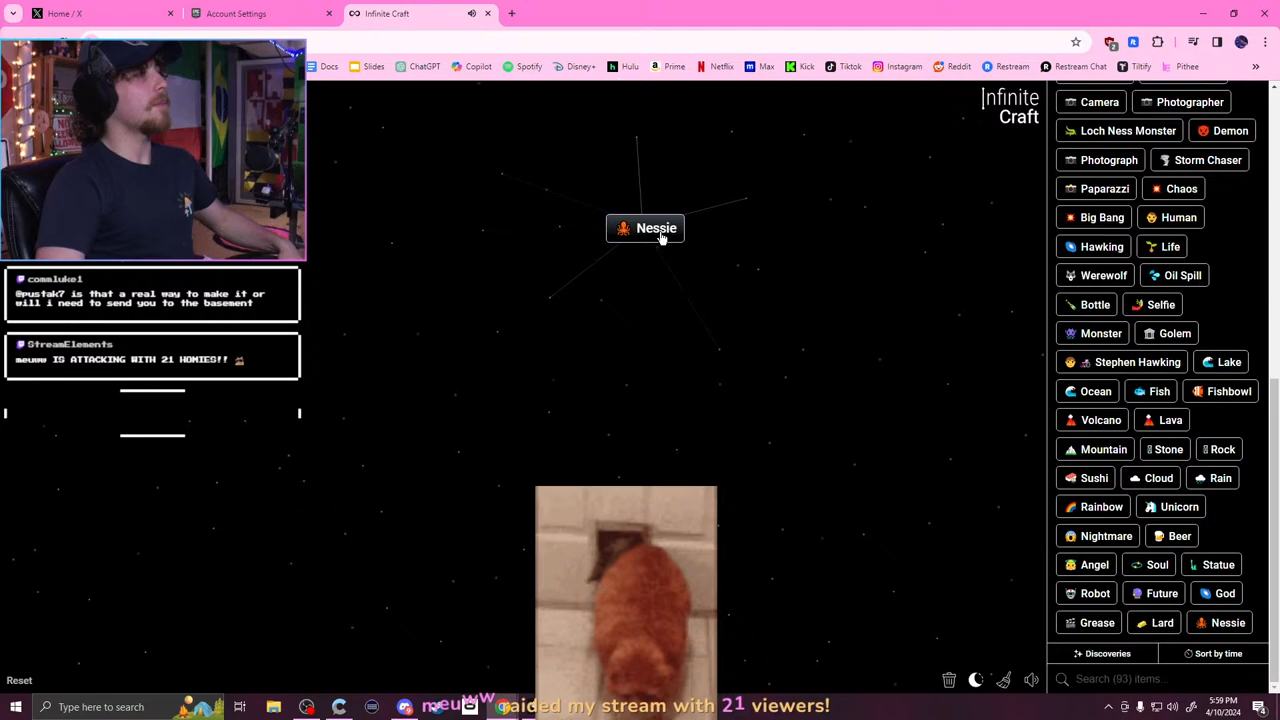 Home / X
Account Settings
Infinite Craft
Docs
Slides
ChatGPT
Copilot
Spotify
Disney+
Hulu
Prime
Netflix
Max
Kick
Tiktok
Instagram
Reddit
Restream
Restream Chat
Tiltify
Pithee
Infinite
Craft
Nessie
commluke1
@pustak7 is that a real way to make it or
will i need to send you to the basement
StreamElements
meuww IS ATTACKING WITH 21 HOMIES!!
Camera
Photographer
Loch Ness Monster
Demon
Photograph
Storm Chaser
Paparazzi
Chaos
Big Bang
Human
Hawking
Life
Werewolf
Oil Spill
Bottle
Selfie
Monster
Golem
Stephen Hawking
Lake
Ocean
Fish
Fishbowl
Volcano
Lava
Mountain
Stone
Rock
Sushi
Cloud
Rain
Rainbow
Unicorn
Nightmare
Beer
Angel
Soul
Statue
Robot
Future
God
Grease
Lard
Nessie
Discoveries
Sort by time
Search (93) items...
Reset
meuww raided my stream with 21 viewers!
Type here to search
5:59 PM
4/10/2024